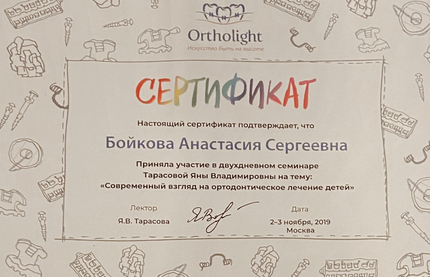 Ortholight
Искусство быть на высоте
СЕРТИФИКАТ
Настоящий сертификат подтверждает, что
Бойкова Анастасия Сергеевна
Приняла участие в двухдневном семинаре
Тарасовой Яны Владимировны на тему:
«Современный взгляд на ортодонтическое лечение детей»
Лектор
Дата
Я.В. Тарасова
2-3 ноября, 2019
Москва